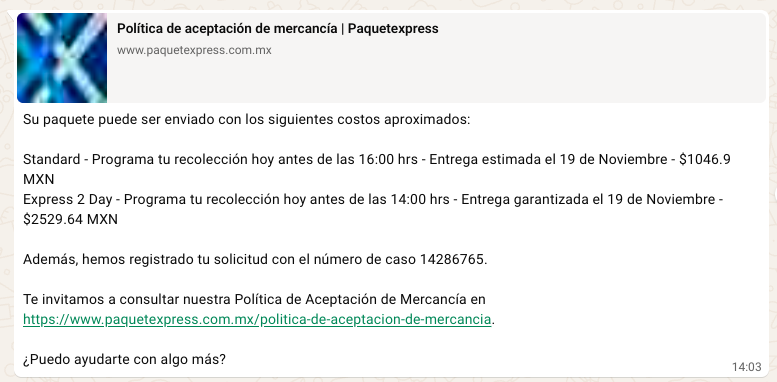 Política de aceptación de mercancía | Paquetexpress
www.paquetexpress.com.mx
Su paquete puede ser enviado con los siguientes costos aproximados:
Standard - Programa tu recolección hoy antes de las 16:00 hrs - Entrega estimada el 19 de Noviembre - $1046.9
MXN
Express 2 Day - Programa tu recolección hoy antes de las 14:00 hrs - Entrega garantizada el 19 de Noviembre -
$2529.64 MXN
Además, hemos registrado tu solicitud con el número de caso 14286765.
Te invitamos a consultar nuestra Política de Aceptación de Mercancía en
https://www.paquetexpress.com.mx/politica-de-aceptacion-de-mercancia.
¿Puedo ayudarte con algo más?
14:03